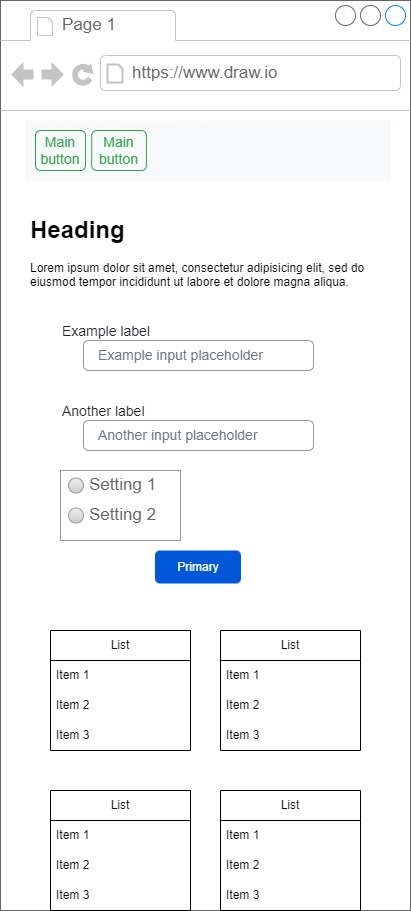 Page 1
https://www.draw.io
Main Main
button button
Heading
Lorem ipsum dolor sit amet, consectetur adipisicing elit, sed do
eiusmod tempor incididunt ut labore et dolore magna aliqua.
Example label
Example input placeholder
Another label
Another input placeholder
Setting 1
Setting 2
Primary
List List
Item 1 Item 1
Item 2 Item 2
Item 3 Item 3
List List
Item 1 Item 1
Item 2 Item 2
Item 3 Item 3